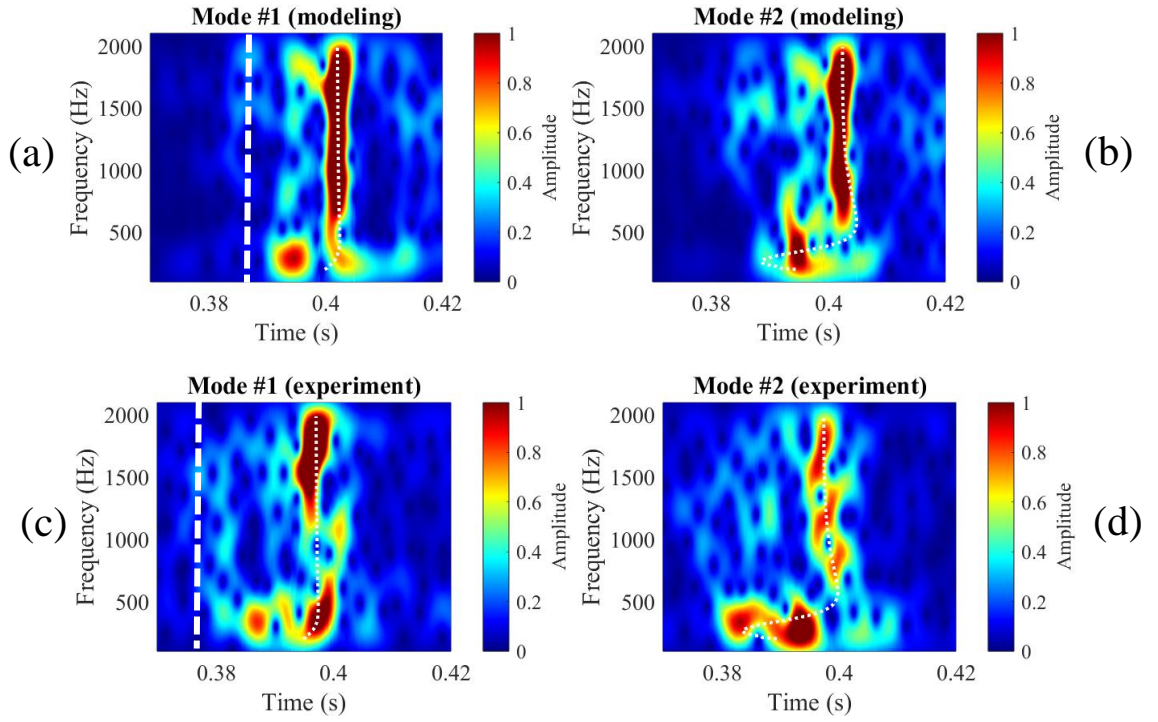 (a)
Mode #1 (modeling)
Frequency (Hz)
2000
1500
1000
500
0.38 0.4 0.42
Time (s)
1
0.8
0.6
0.4
0.2
0
Amplitude
Mode #2 (modeling)
Frequency (Hz)
2000
1500
1000
500
0.38 0.4 0.42
Time (s)
1
0.8
0.6
0.4
0.2
0
Amplitude
(b)
(c)
Mode #1 (experiment)
Frequency (Hz)
2000
1500
1000
500
0.38 0.4 0.42
Time (s)
1
0.8
0.6
0.4
0.2
0
Amplitude
Mode #2 (experiment)
Frequency (Hz)
2000
1500
1000
500
0.38 0.4 0.42
Time (s)
1
0.8
0.6
0.4
0.2
0
Amplitude
(d)